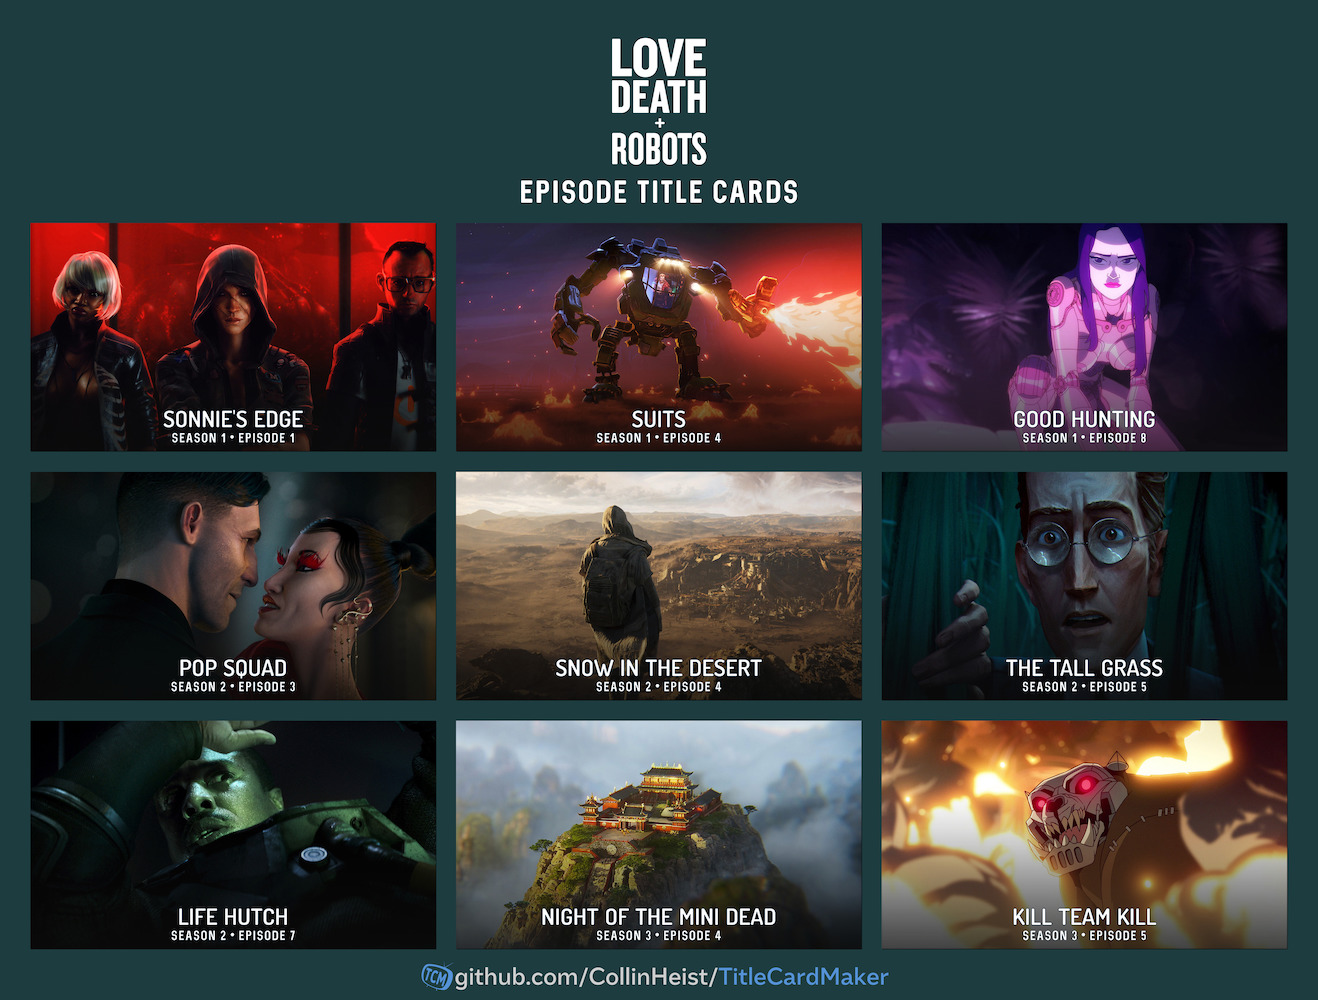 LOVE
DEATH
+
ROBOTS
EPISODE TITLE CARDS
SONNIE'S EDGE
SEASON 1 • EPISODE 1
SUITS
SEASON 1 • EPISODE 4
GOOD HUNTING
SEASON 1 • EPISODE 8
POP SQUAD
SEASON 2 • EPISODE 3
SNOW IN THE DESERT
SEASON 2 • EPISODE 4
THE TALL GRASS
SEASON 2 • EPISODE 5
LIFE HUTCH
SEASON 2 • EPISODE 7
NIGHT OF THE MINI DEAD
SEASON 3 • EPISODE 4
KILL TEAM KILL
SEASON 3 • EPISODE 5
TCM github.com/CollinHeist/TitleCardMaker